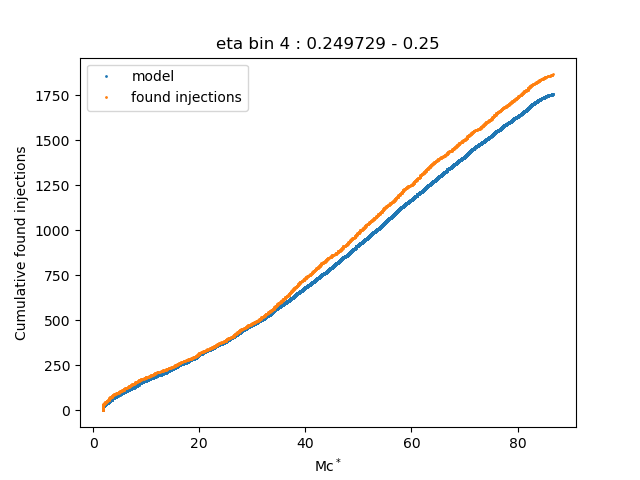 eta bin 4 : 0.249729 - 0.25
model
found injections
Cumulative found injections
1750
1500
1250
1000
750
500
250
0
0 20 40 60 80
Mc*